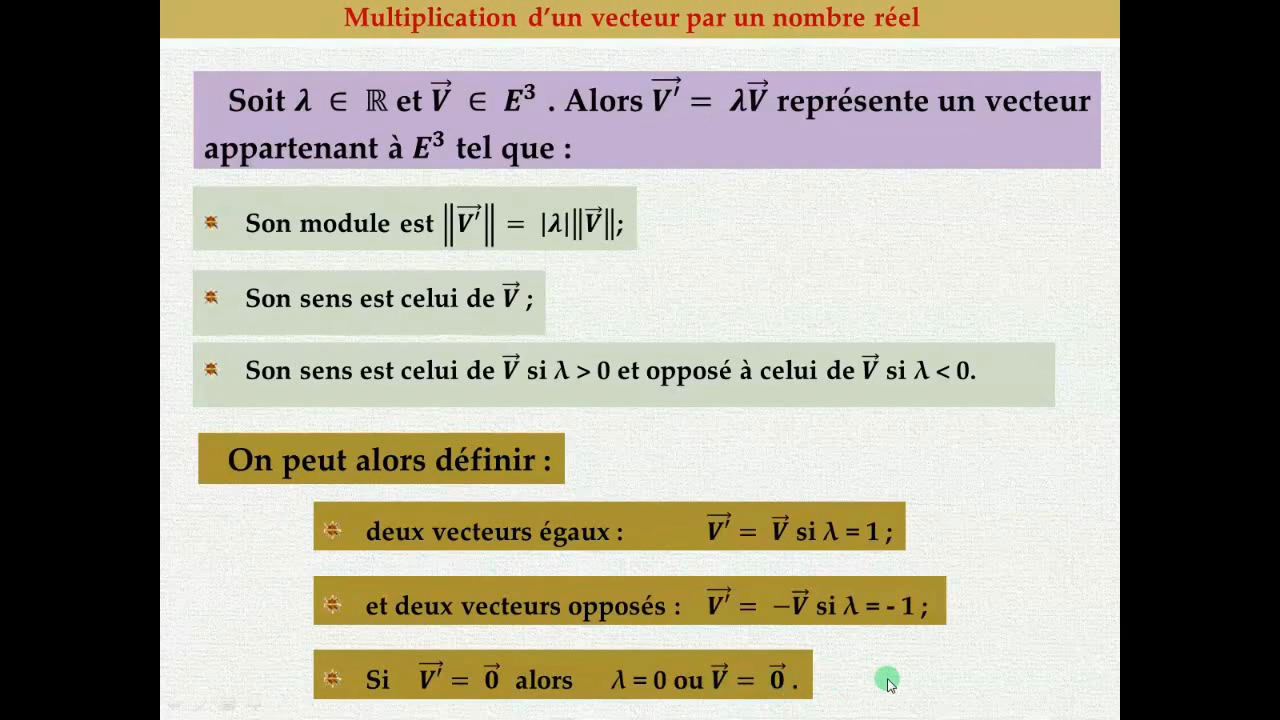 Multiplication d'un vecteur par un nombre réel
Soit λ ∈ ℝ et V⃗ ∈ E³ . Alors V′⃗ = λV⃗ représente un vecteur
appartenant à E³ tel que :
Son module est ‖V′⃗‖ = |λ|‖V⃗‖;
Son sens est celui de V⃗ ;
Son sens est celui de V⃗ si λ > 0 et opposé à celui de V⃗ si λ < 0.
On peut alors définir :
deux vecteurs égaux : V′⃗ = V⃗ si λ = 1 ;
et deux vecteurs opposés : V′⃗ = −V⃗ si λ = - 1 ;
Si V′⃗ = 0⃗ alors λ = 0 ou V⃗ = 0⃗ .